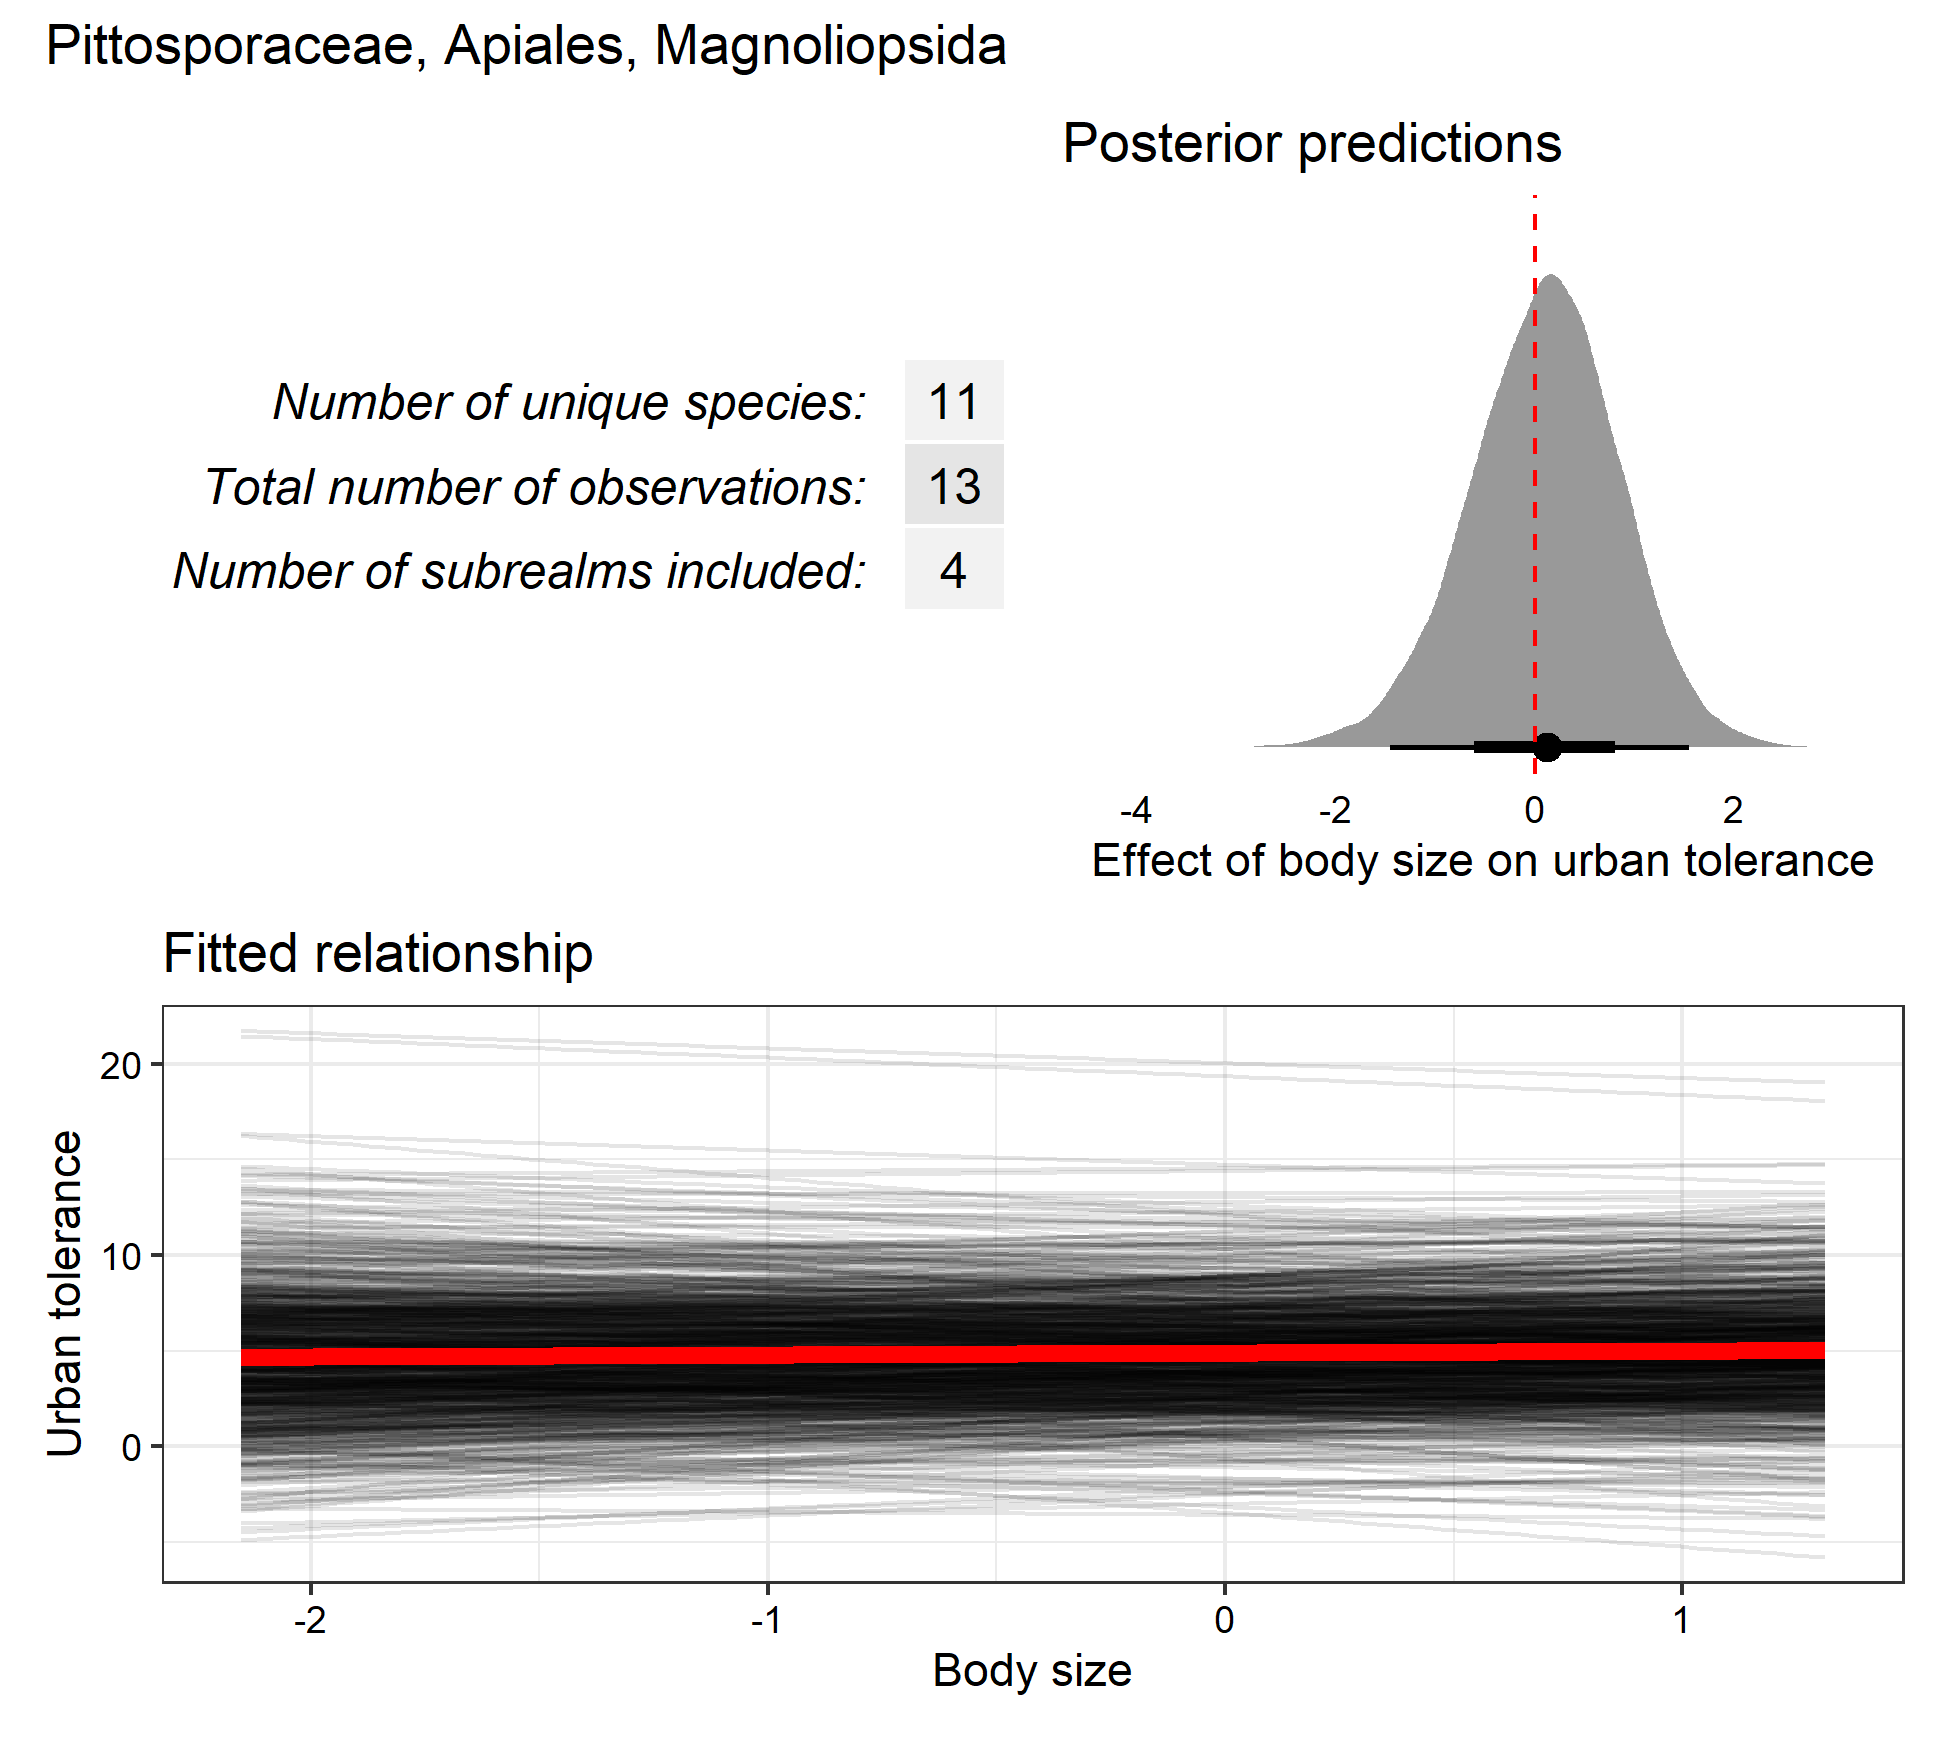 Pittosporaceae, Apiales, Magnoliopsida
Posterior predictions
Number of unique species: 11
Total number of observations: 13
Number of subrealms included: 4
-4 -2 0 2
Effect of body size on urban tolerance
Fitted relationship
Urban tolerance
20
10
0
-2 -1 0 1
Body size